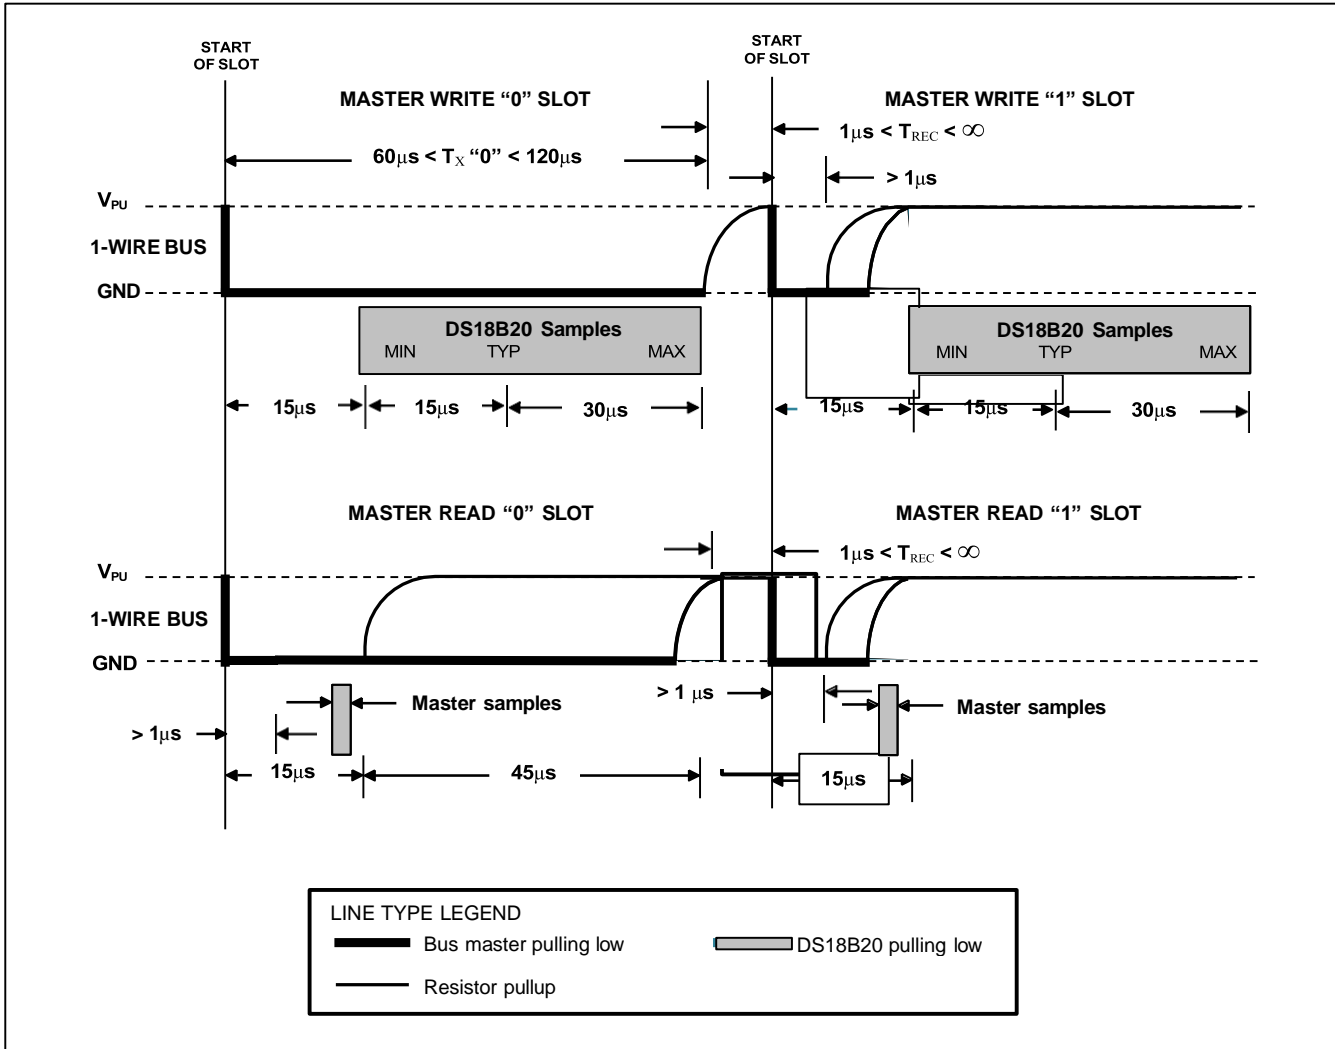 START
OF SLOT
START
OF SLOT
MASTER WRITE “0” SLOT
MASTER WRITE “1” SLOT
1μs < TREC < ∞
60μs < TX “0” < 120μs
> 1μs
VPU
1-WIRE BUS
GND
DS18B20 Samples
MIN TYP MAX
DS18B20 Samples
MIN TYP MAX
15μs 15μs 30μs
15μs 15μs 30μs
MASTER READ “0” SLOT
MASTER READ “1” SLOT
1μs < TREC < ∞
VPU
1-WIRE BUS
GND
> 1 μs
Master samples
Master samples
> 1μs
15μs 45μs
15μs
LINE TYPE LEGEND
Bus master pulling low
DS18B20 pulling low
Resistor pullup